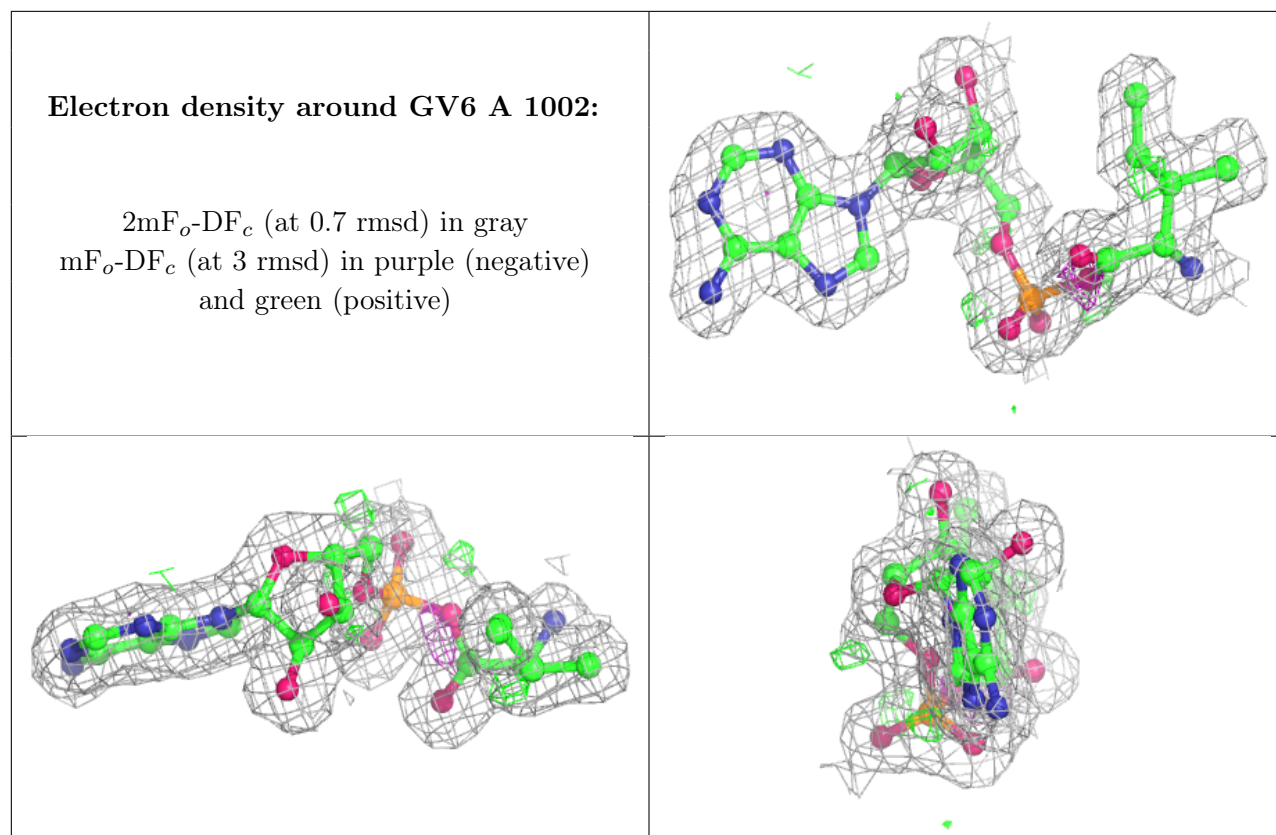 Electron density around GV6 A 1002:
2mFo-DFc (at 0.7 rmsd) in gray
mFo-DFc (at 3 rmsd) in purple (negative)
and green (positive)